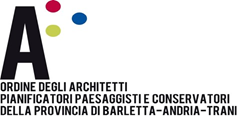 A
ORDINE DEGLI ARCHITETTI
PIANIFICATORI PAESAGGISTI E CONSERVATORI
DELLA PROVINCIA DI BARLETTA-ANDRIA-TRANI